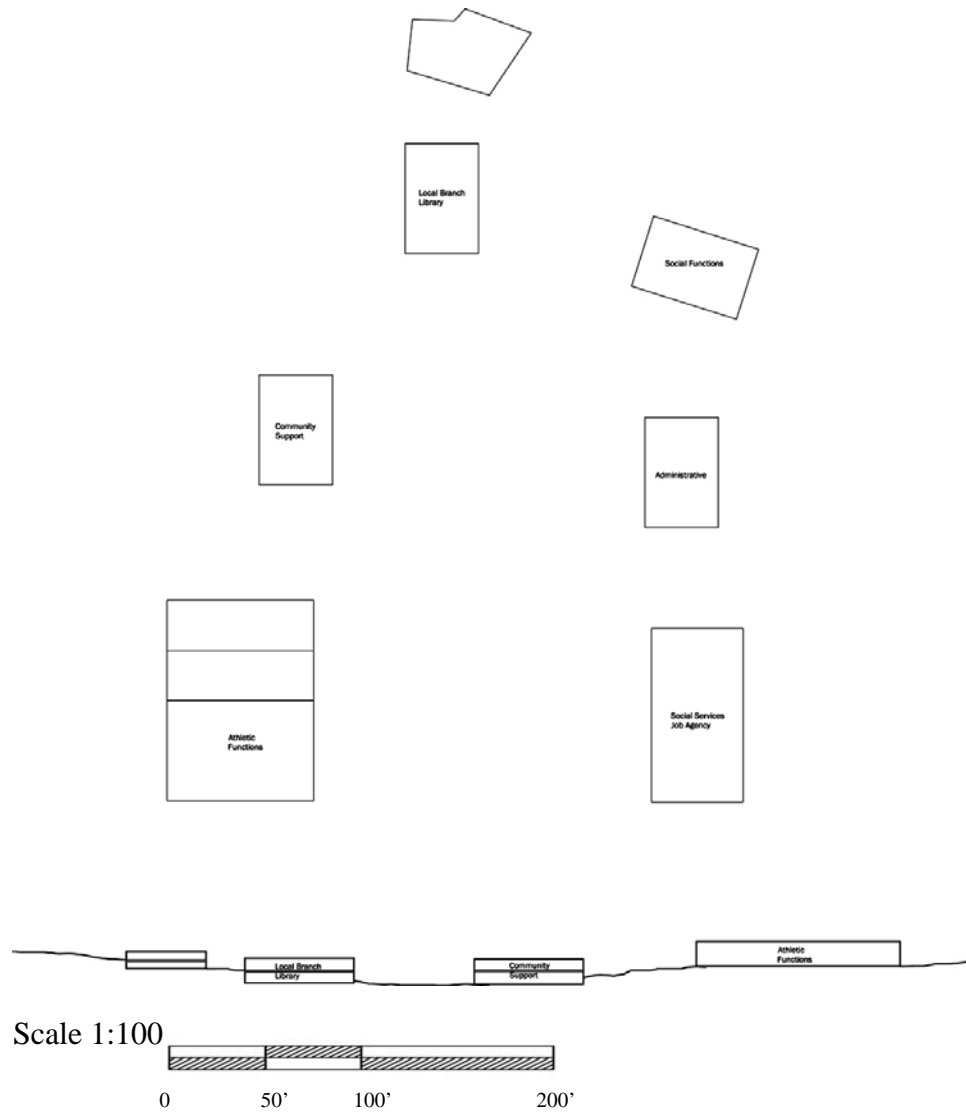 Local Branch
Library
Social Functions
Community
Support
Administrative
Athletic
Functions
Social Services
Job Agency
Local Branch
Library
Community
Support
Athletic
Functions
Scale 1:100
0 50’ 100’ 200’